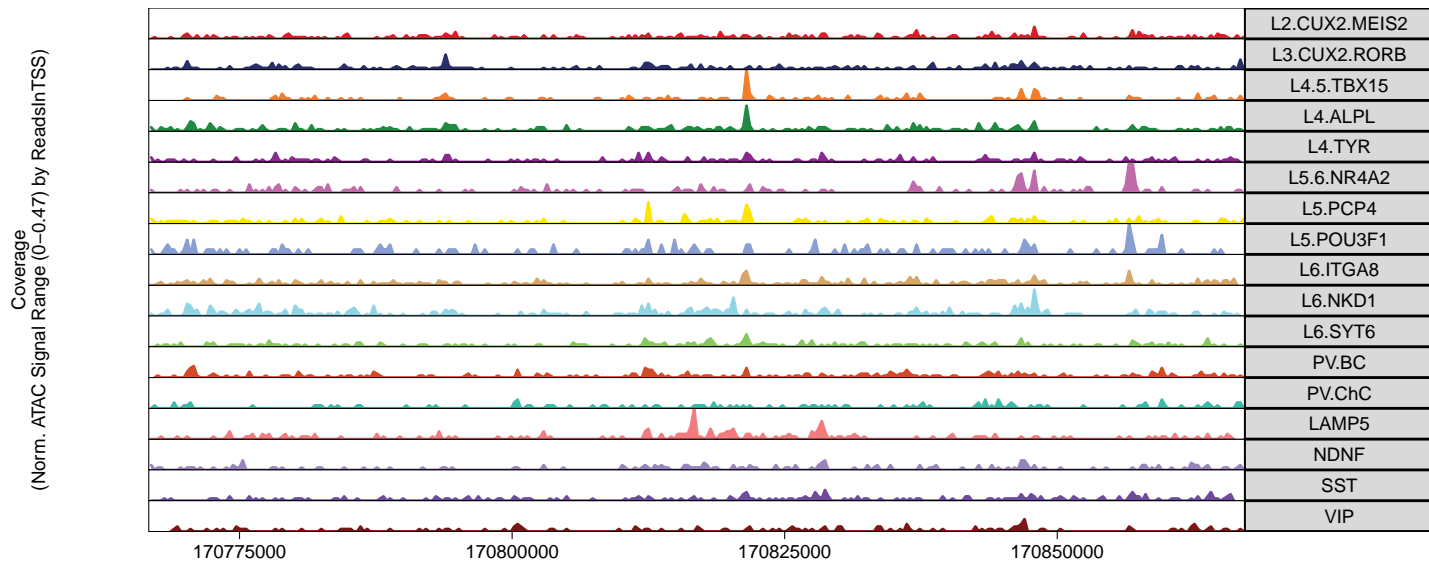 Coverage
(Norm. ATAC Signal Range (0−0.47) by ReadsInTSS)
L2.CUX2.MEIS2
L3.CUX2.RORB
L4.5.TBX15
L4.ALPL
L4.TYR
L5.6.NR4A2
L5.PCP4
L5.POU3F1
L6.ITGA8
L6.NKD1
L6.SYT6
PV.BC
PV.ChC
LAMP5
NDNF
SST
VIP
170775000 170800000 170825000 170850000